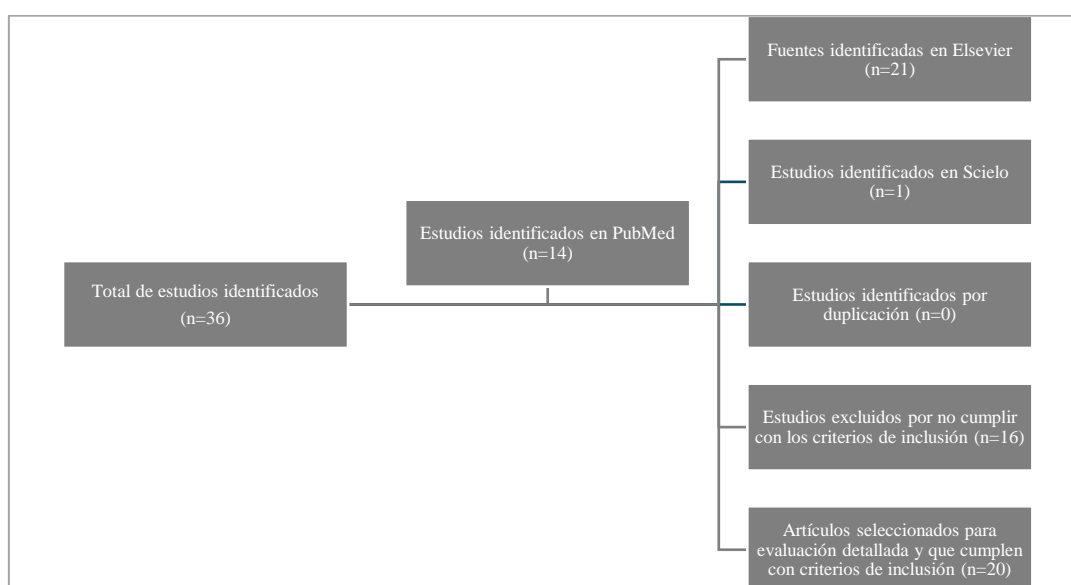 Total de estudios identificados
(n=36)
Estudios identificados en PubMed
(n=14)
Fuentes identificadas en Elsevier
(n=21)
Estudios identificados en Scielo
(n=1)
Estudios identificados por
duplicación (n=0)
Estudios excluidos por no cumplir
con los criterios de inclusión (n=16)
Artículos seleccionados para
evaluación detallada y que cumplen
con criterios de inclusión (n=20)